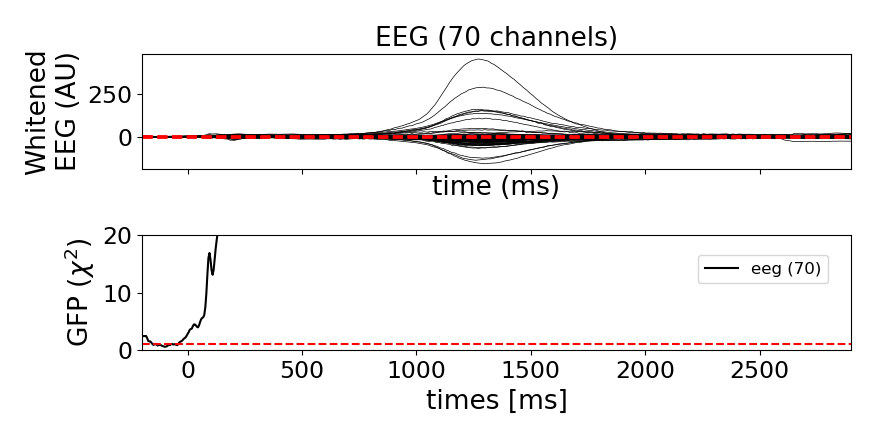 EEG (70 channels)
Whitened
EEG (AU)
250
0
time (ms)
GFP (χ²)
20
10
0
eeg (70)
0 500 1000 1500 2000 2500
times [ms]